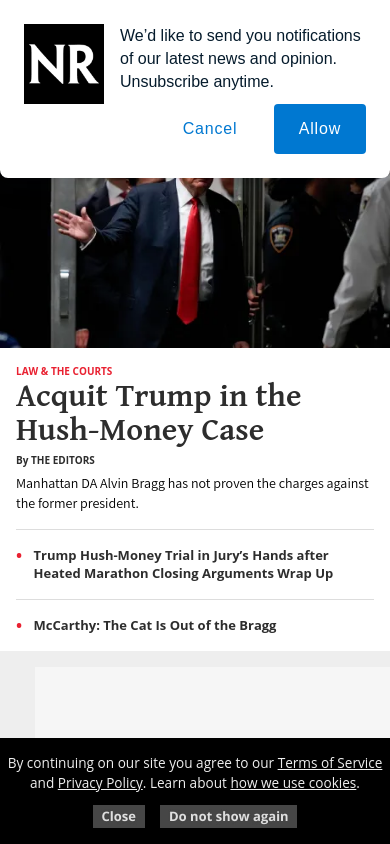 NR
We’d like to send you notifications
of our latest news and opinion.
Unsubscribe anytime.
Cancel
Allow
LAW & THE COURTS
Acquit Trump in the
Hush-Money Case
By THE EDITORS
Manhattan DA Alvin Bragg has not proven the charges against
the former president.
• Trump Hush-Money Trial in Jury’s Hands after
Heated Marathon Closing Arguments Wrap Up
• McCarthy: The Cat Is Out of the Bragg
By continuing on our site you agree to our Terms of Service
and Privacy Policy. Learn about how we use cookies.
Close
Do not show again